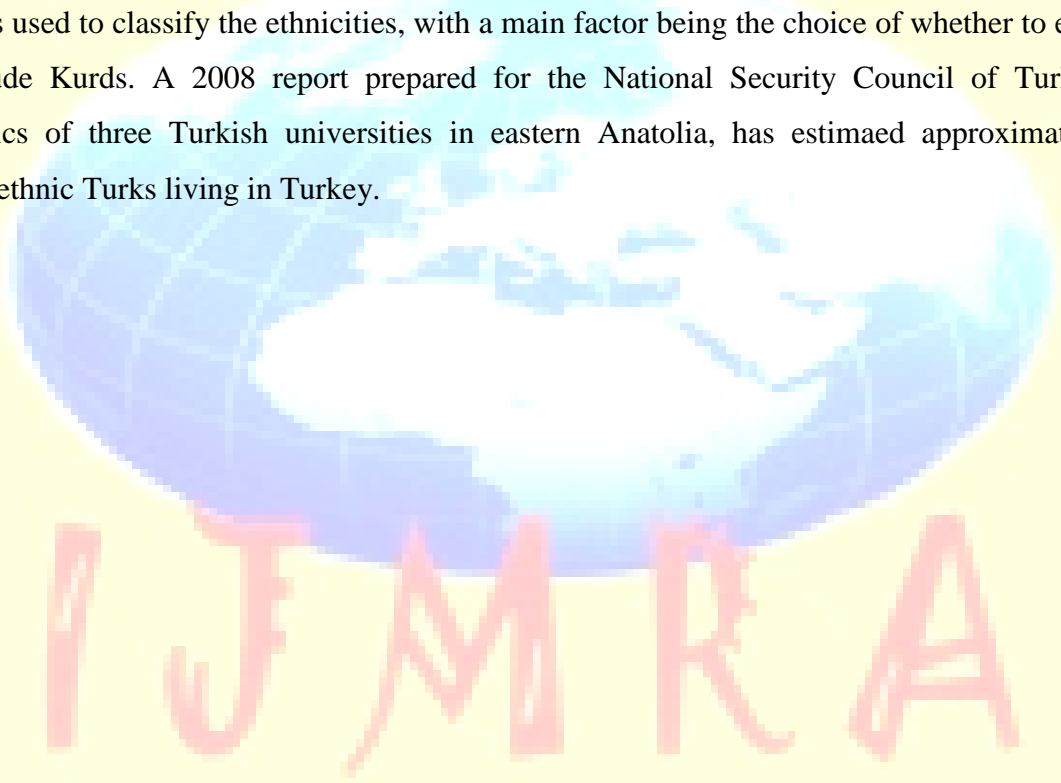 s used to classify the ethnicities, with a main factor being the choice of whether to e
ude Kurds. A 2008 report prepared for the National Security Council of Tur
ics of three Turkish universities in eastern Anatolia, has estimaed approximat
ethnic Turks living in Turkey.
IJMRA